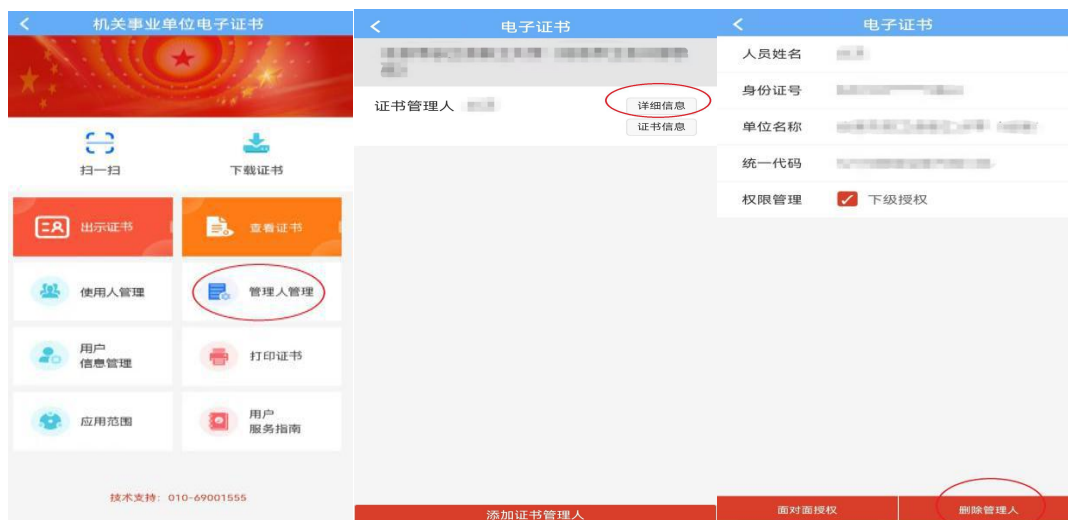 机关事业单位电子证书
扫一扫
下载证书
出示证书
查看证书
使用人管理
管理人管理
用户
信息管理
打印证书
应用范围
用户
服务指南
技术支持：010-69001555
电子证书
证书管理人
详细信息
证书信息
添加证书管理人
电子证书
人员姓名
身份证号
单位名称
统一代码
权限管理 下级授权
面对面授权
删除管理人